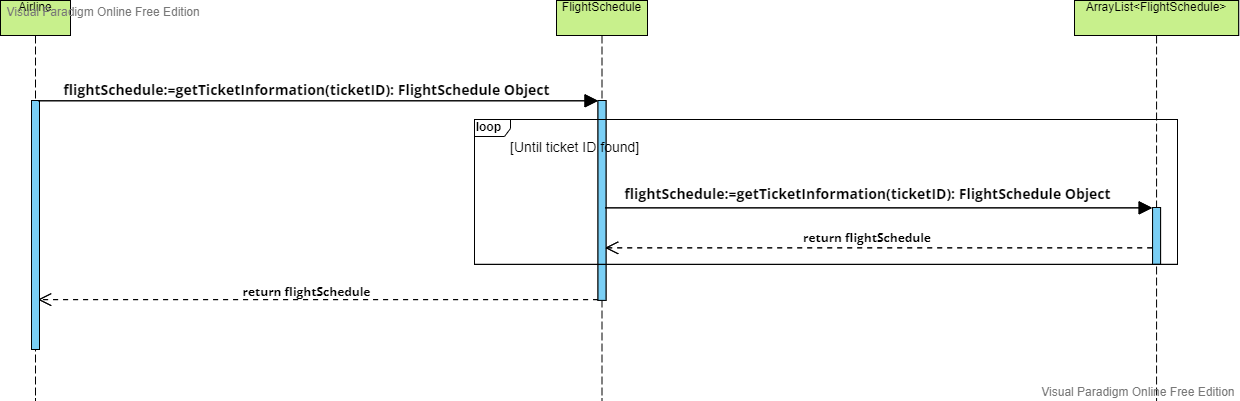 Airline
FlightSchedule
ArrayList<FlightSchedule>
Visual Paradigm Online Free Edition
flightSchedule:=getTicketInformation(ticketID): FlightSchedule Object
loop
[Until ticket ID found]
flightSchedule:=getTicketInformation(ticketID): FlightSchedule Object
return flightSchedule
return flightSchedule
Visual Paradigm Online Free Edition